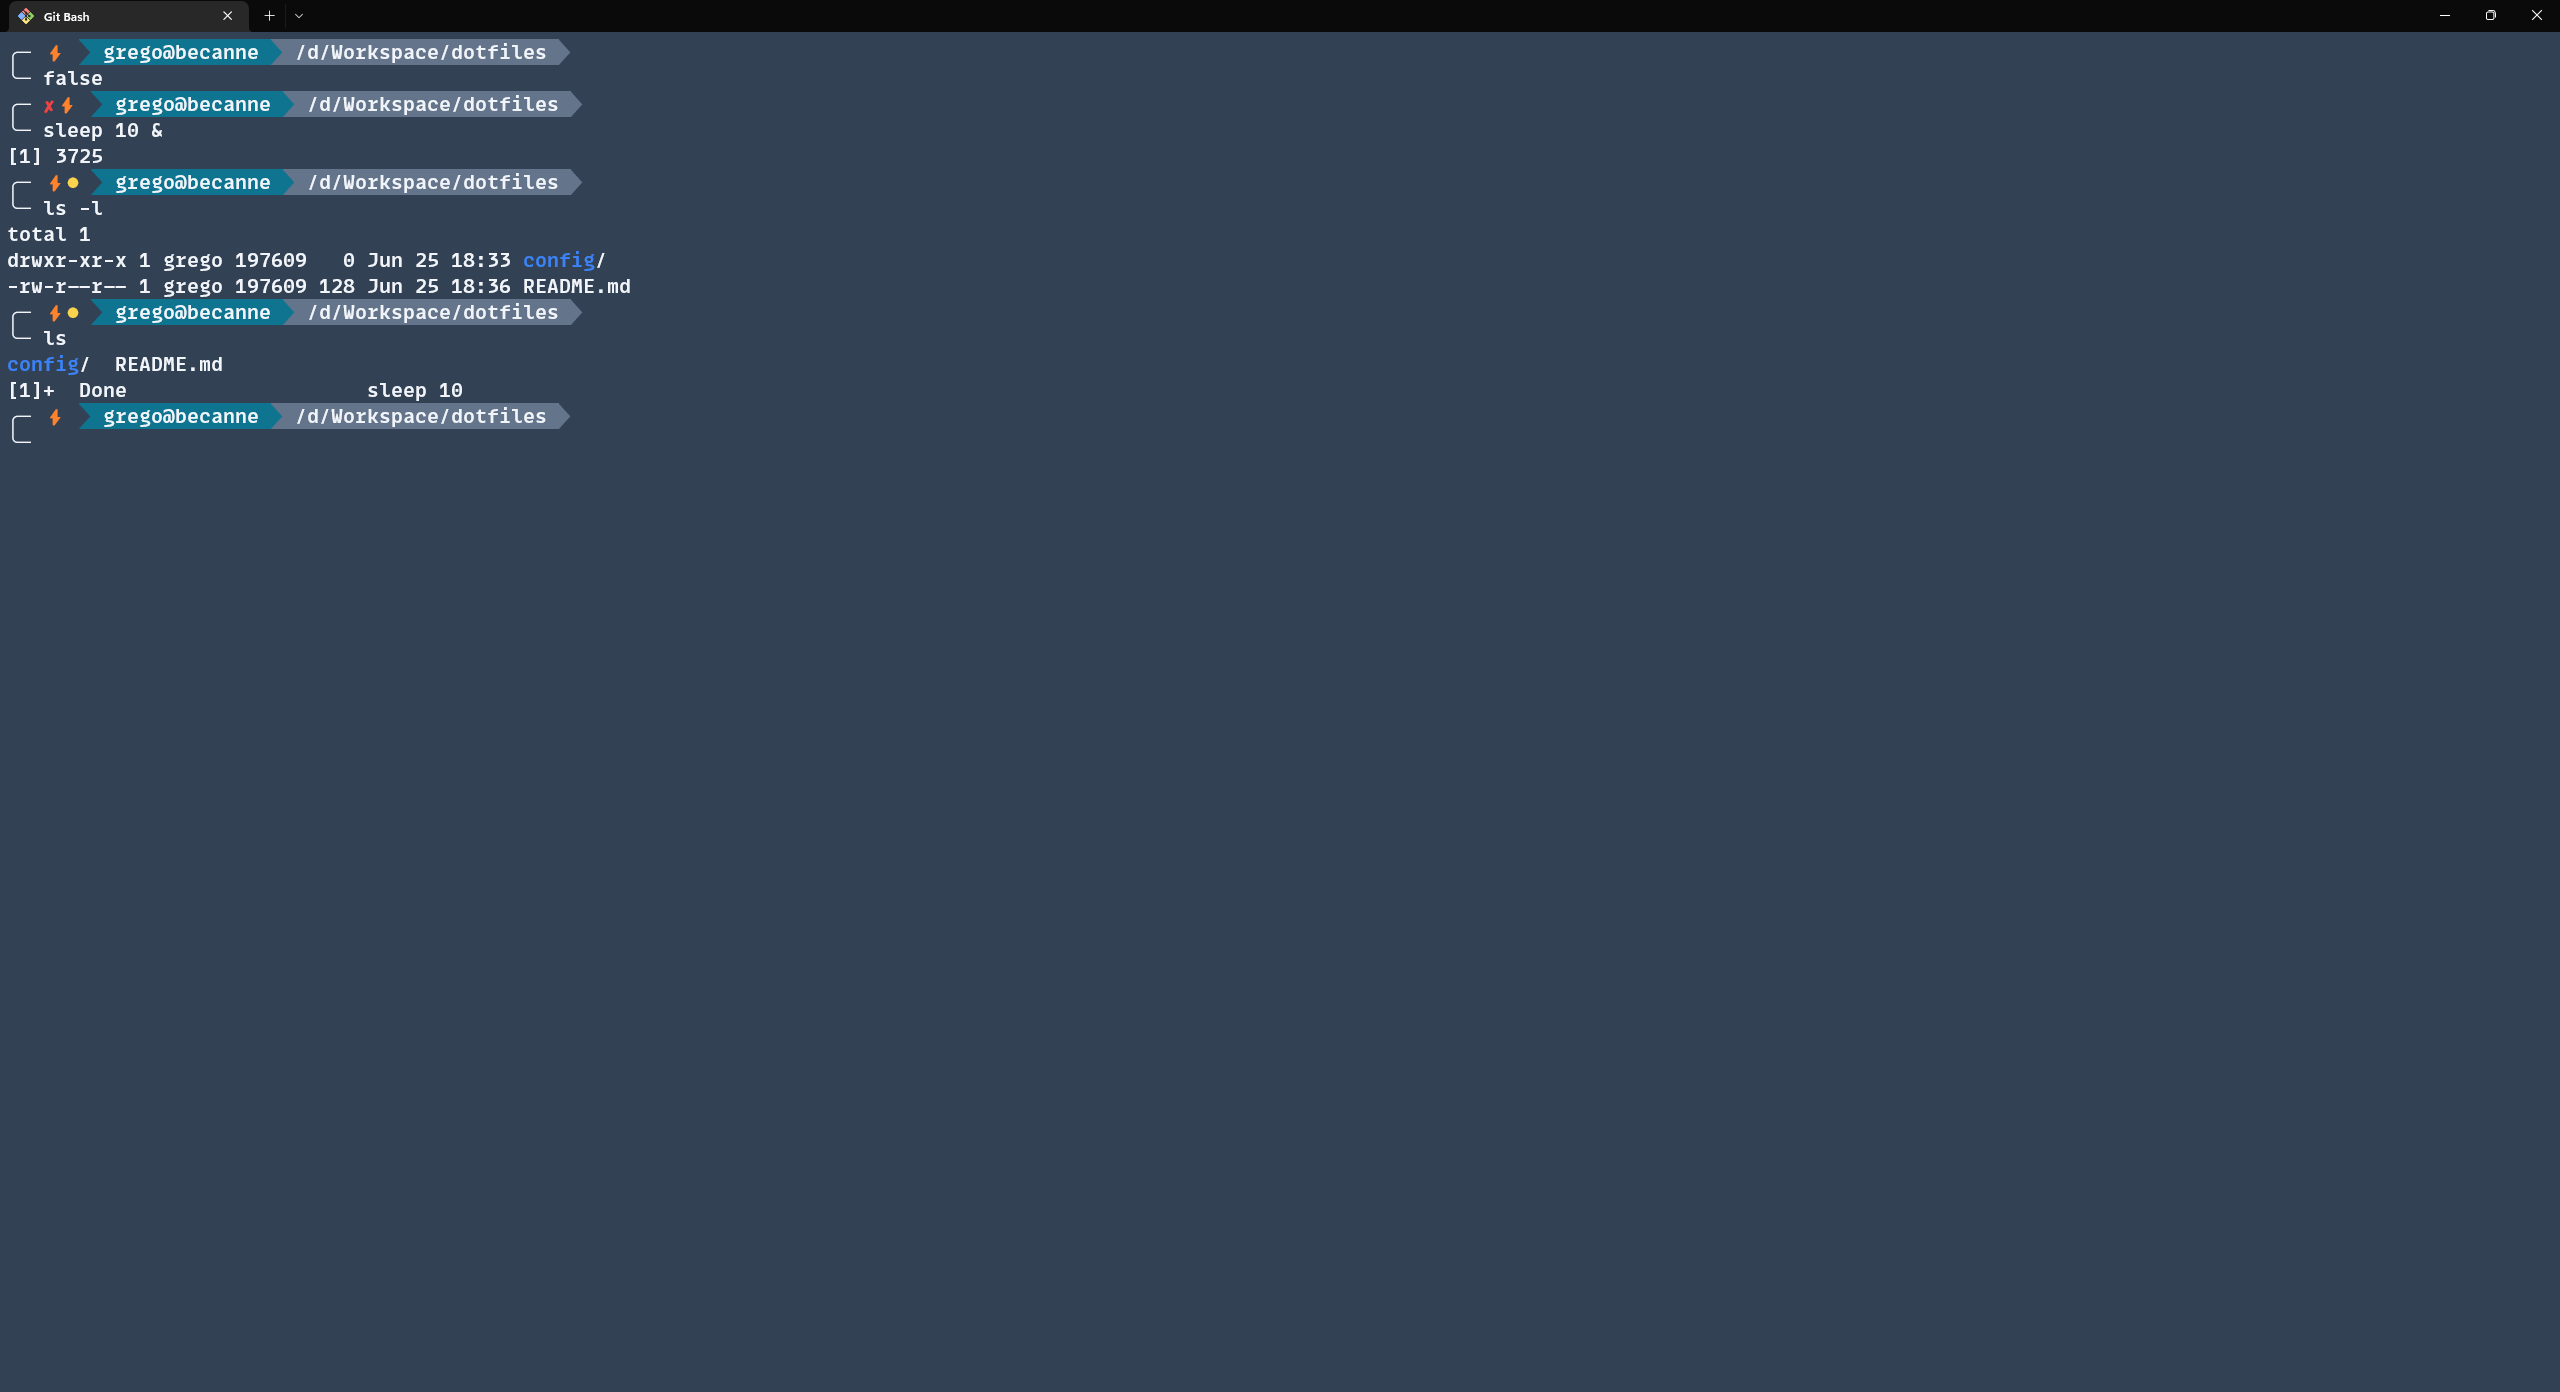 Git Bash
⚡ grego@becanne /d/Workspace/dotfiles
false
✘⚡ grego@becanne /d/Workspace/dotfiles
sleep 10 &
[1] 3725
⚡● grego@becanne /d/Workspace/dotfiles
ls -l
total 1
drwxr-xr-x 1 grego 197609   0 Jun 25 18:33 config/
-rw-r--r-- 1 grego 197609 128 Jun 25 18:36 README.md
⚡● grego@becanne /d/Workspace/dotfiles
ls
config/  README.md
[1]+  Done                    sleep 10
⚡ grego@becanne /d/Workspace/dotfiles